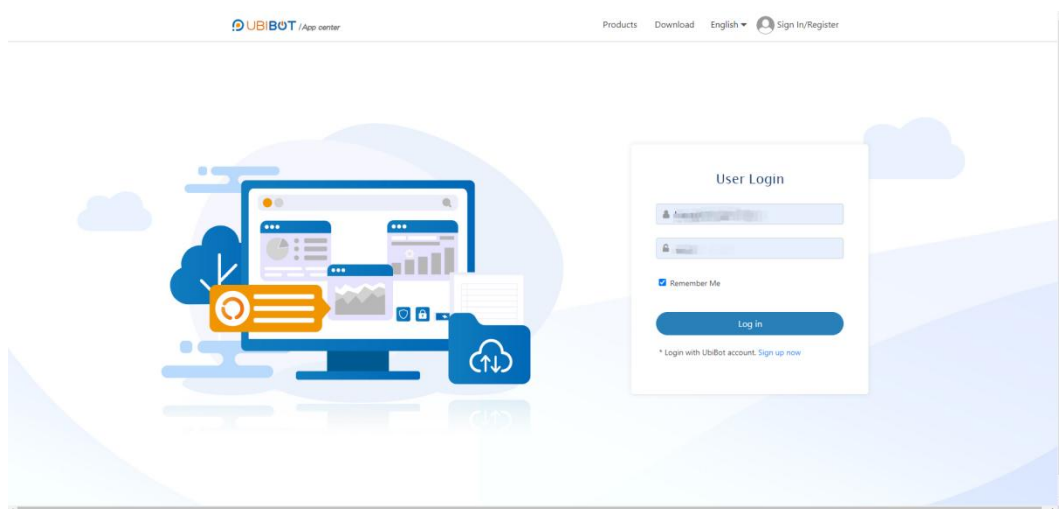 UBIBOT / App center
Products Download English Sign In/Register
User Login
Remember Me
Log in
* Login with UbiBot account. Sign up now